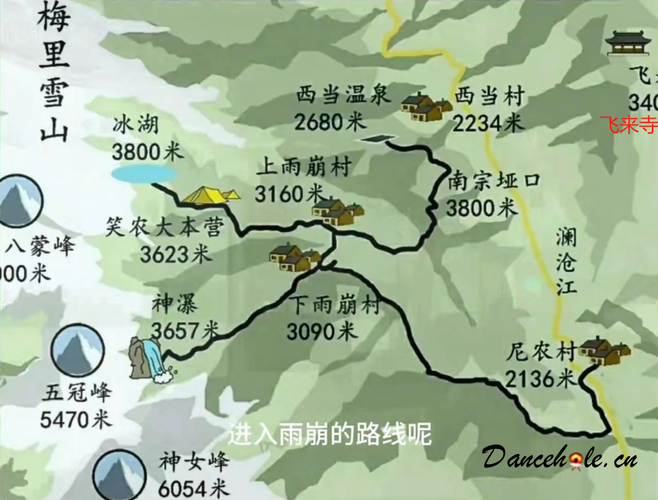 梅里雪山
冰湖
3800米
西当温泉
2680米
西当村
2234米
飞来寺
上雨崩村
3160米
南宗垭口
3800米
笑农大本营
3623米
八蒙峰
澜沧江
神瀑
3657米
下雨崩村
3090米
尼农村
2136米
五冠峰
5470米
进入雨崩的路线呢
神女峰
6054米
Dancehole.cn